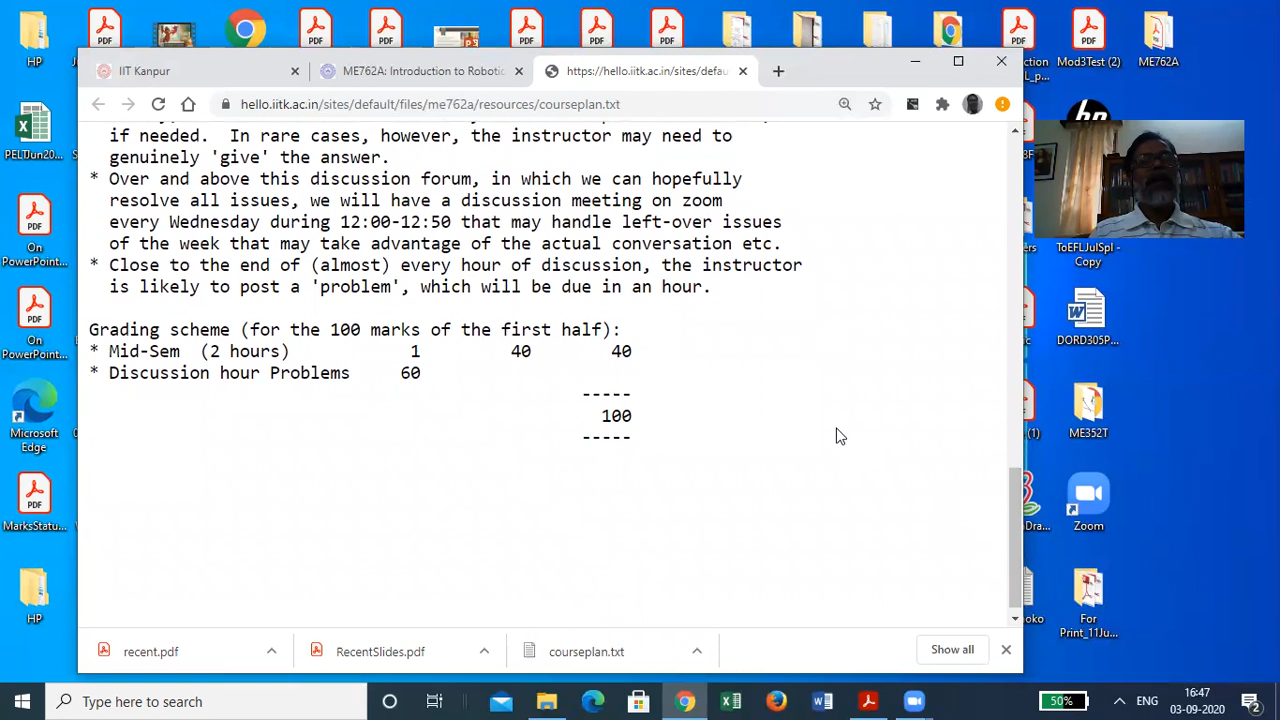 HP
PELTJun20...
On
PowerPoint...
On
PowerPoint...
Microsoft
Edge
MarksStatu...
HP
Mod3Test (2)
ME762A
ToEFLJulSpl -
Copy
DORD305P...
ME352T
Zoom
For
Print_11Ju...
IIT Kanpur
ME762A: Introduction to Robotic
https://hello.iitk.ac.in/sites/defau
hello.iitk.ac.in/sites/default/files/me762a/resources/courseplan.txt
if needed. In rare cases, however, the instructor may need to
genuinely 'give' the answer.
* Over and above this discussion forum, in which we can hopefully
resolve all issues, we will have a discussion meeting on zoom
every Wednesday during 12:00-12:50 that may handle left-over issues
of the week that may take advantage of the actual conversation etc.
* Close to the end of (almost) every hour of discussion, the instructor
is likely to post a 'problem', which will be due in an hour.
Grading scheme (for the 100 marks of the first half):
* Mid-Sem (2 hours) 1 40 40
* Discussion hour Problems 60
-----
100
-----
recent.pdf
RecentSlides.pdf
courseplan.txt
Show all
Type here to search
50%
ENG
16:47
03-09-2020
2